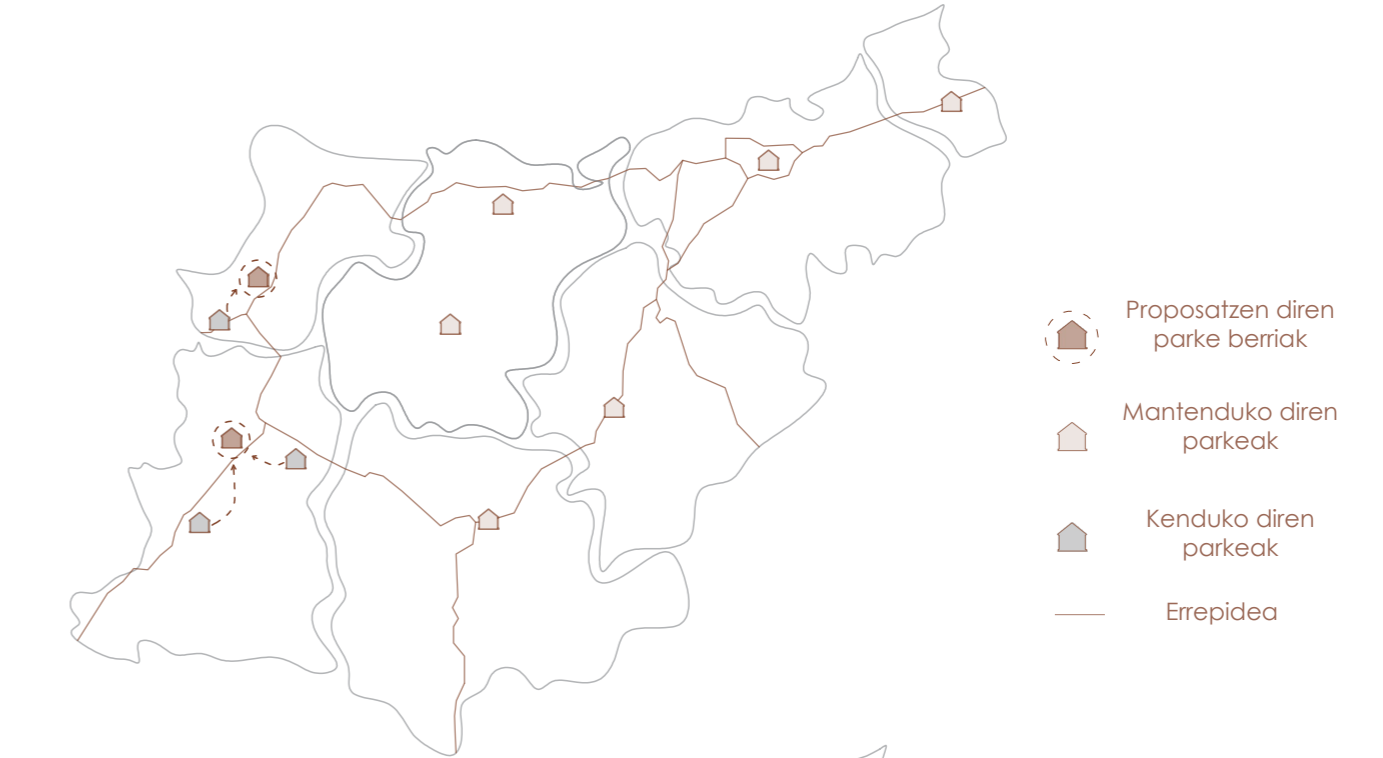 Proposatzen diren
parke berriak
Mantenduko diren
parkeak
Kenduko diren
parkeak
Errepidea